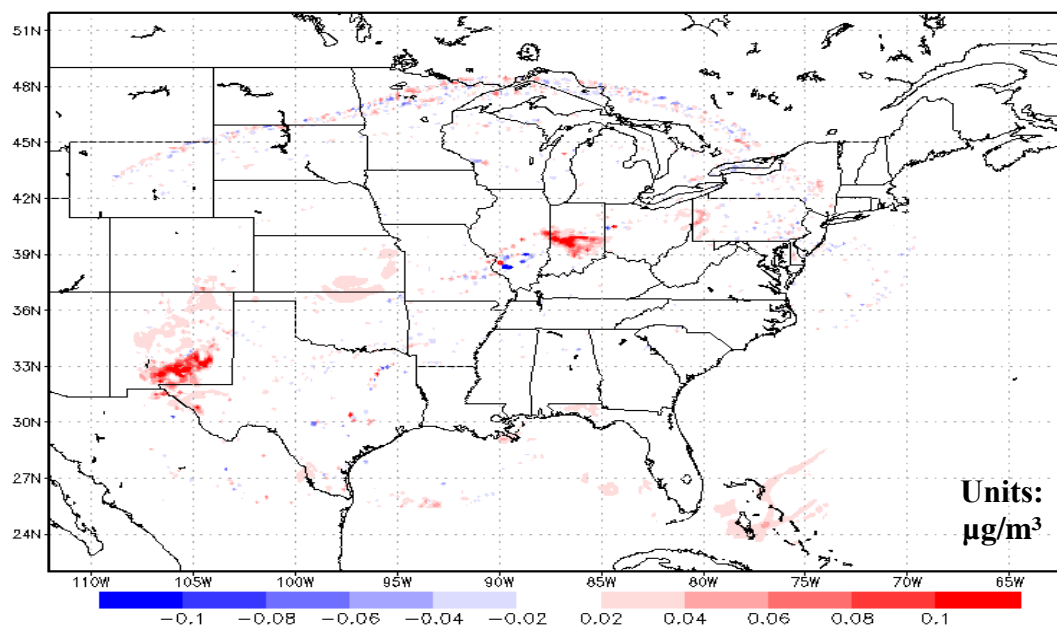 51N
48N
45N
42N
39N
36N
33N
30N
27N
24N
Units:
μg/m³
110W 105W 100W 95W 90W 85W 80W 75W 70W 65W
−0.1 −0.08 −0.06 −0.04 −0.02 0.02 0.04 0.06 0.08 0.1